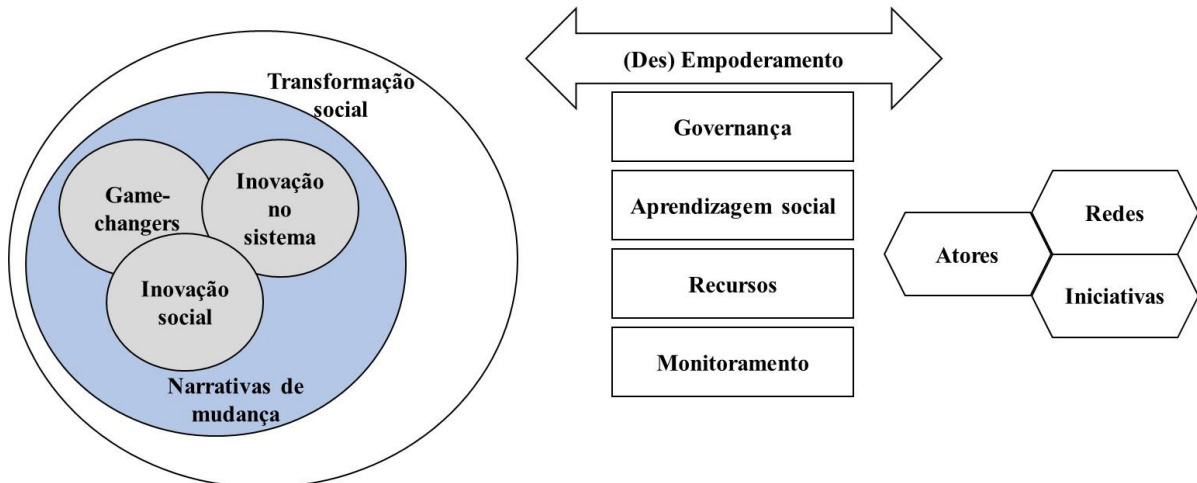 Transformação
social
Game-
changers
Inovação
no
sistema
Inovação
social
Narrativas de
mudança
(Des) Empoderamento
Governança
Aprendizagem social
Recursos
Monitoramento
Atores
Redes
Iniciativas